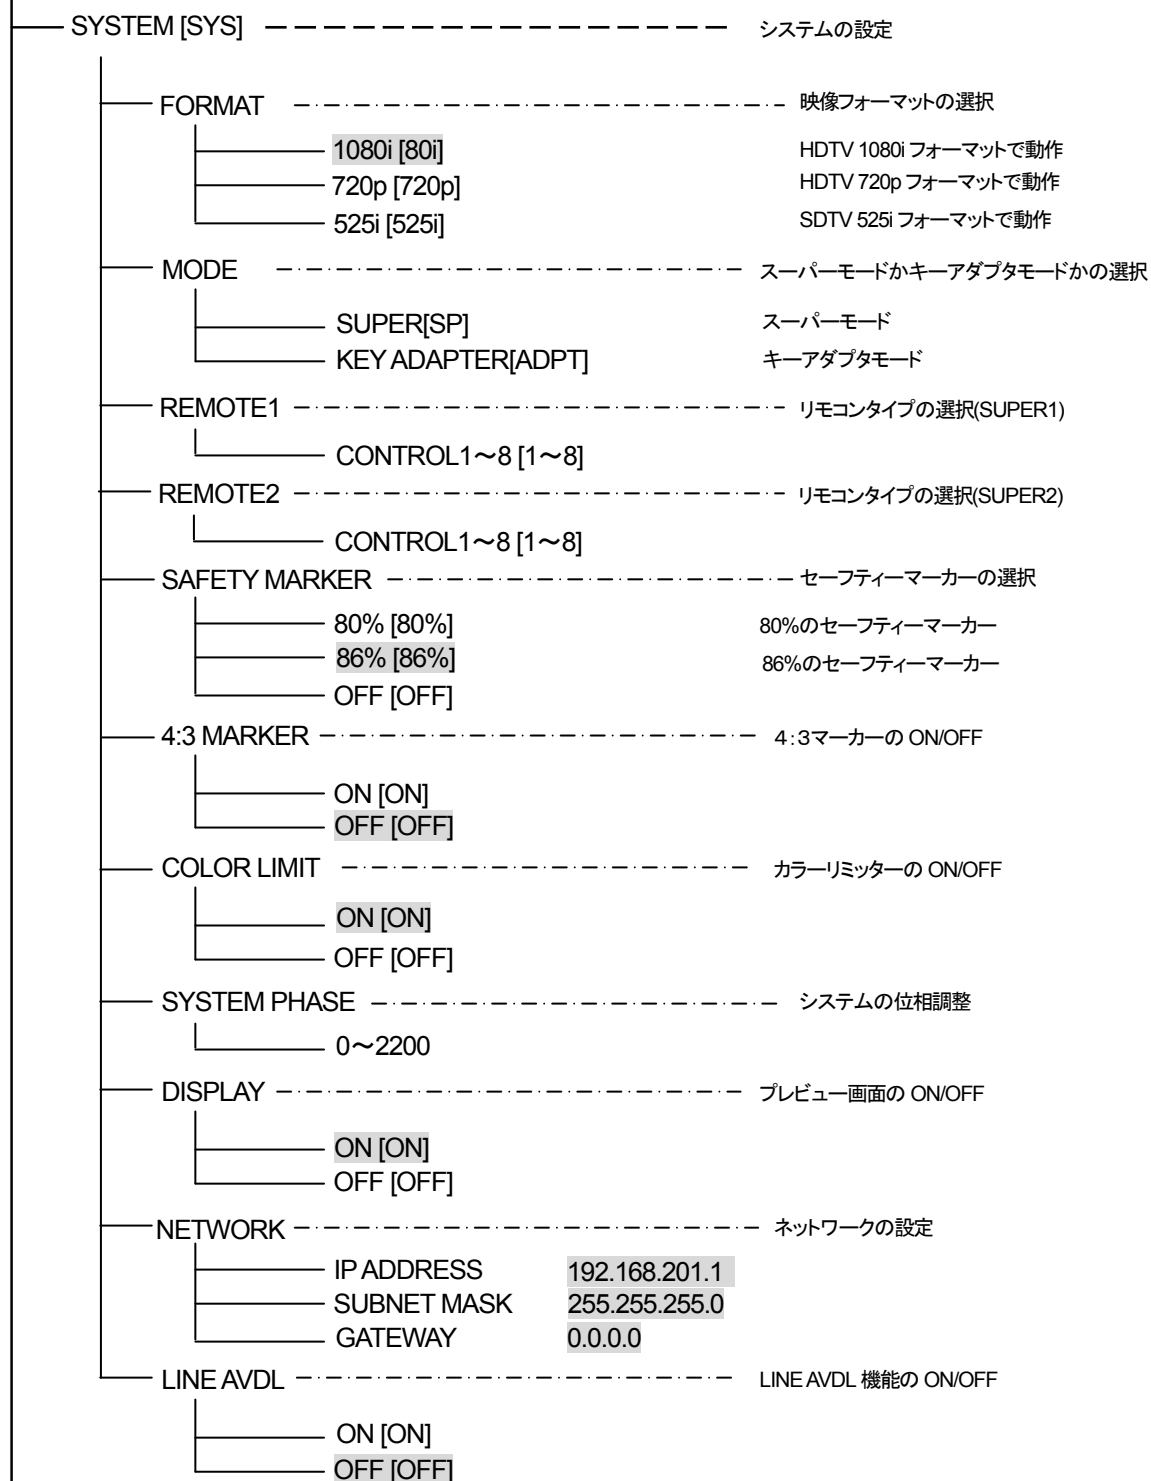 SYSTEM [SYS] システムの設定
FORMAT 映像フォーマットの選択
1080i [80i] HDTV 1080i フォーマットで動作
720p [720p] HDTV 720p フォーマットで動作
525i [525i] SDTV 525i フォーマットで動作
MODE スーパーモードかキーアダプタモードかの選択
SUPER[SP] スーパーモード
KEY ADAPTER[ADPT] キーアダプタモード
REMOTE1 リモコンタイプの選択(SUPER1)
CONTROL1～8 [1～8]
REMOTE2 リモコンタイプの選択(SUPER2)
CONTROL1～8 [1～8]
SAFETY MARKER セーフティーマーカーの選択
80% [80%] 80%のセーフティーマーカー
86% [86%] 86%のセーフティーマーカー
OFF [OFF]
4:3 MARKER ４：３マーカーの ON/OFF
ON [ON]
OFF [OFF]
COLOR LIMIT カラーリミッターの ON/OFF
ON [ON]
OFF [OFF]
SYSTEM PHASE システムの位相調整
0～2200
DISPLAY プレビュー画面の ON/OFF
ON [ON]
OFF [OFF]
NETWORK ネットワークの設定
IP ADDRESS 192.168.201.1
SUBNET MASK 255.255.255.0
GATEWAY 0.0.0.0
LINE AVDL LINE AVDL 機能の ON/OFF
ON [ON]
OFF [OFF]